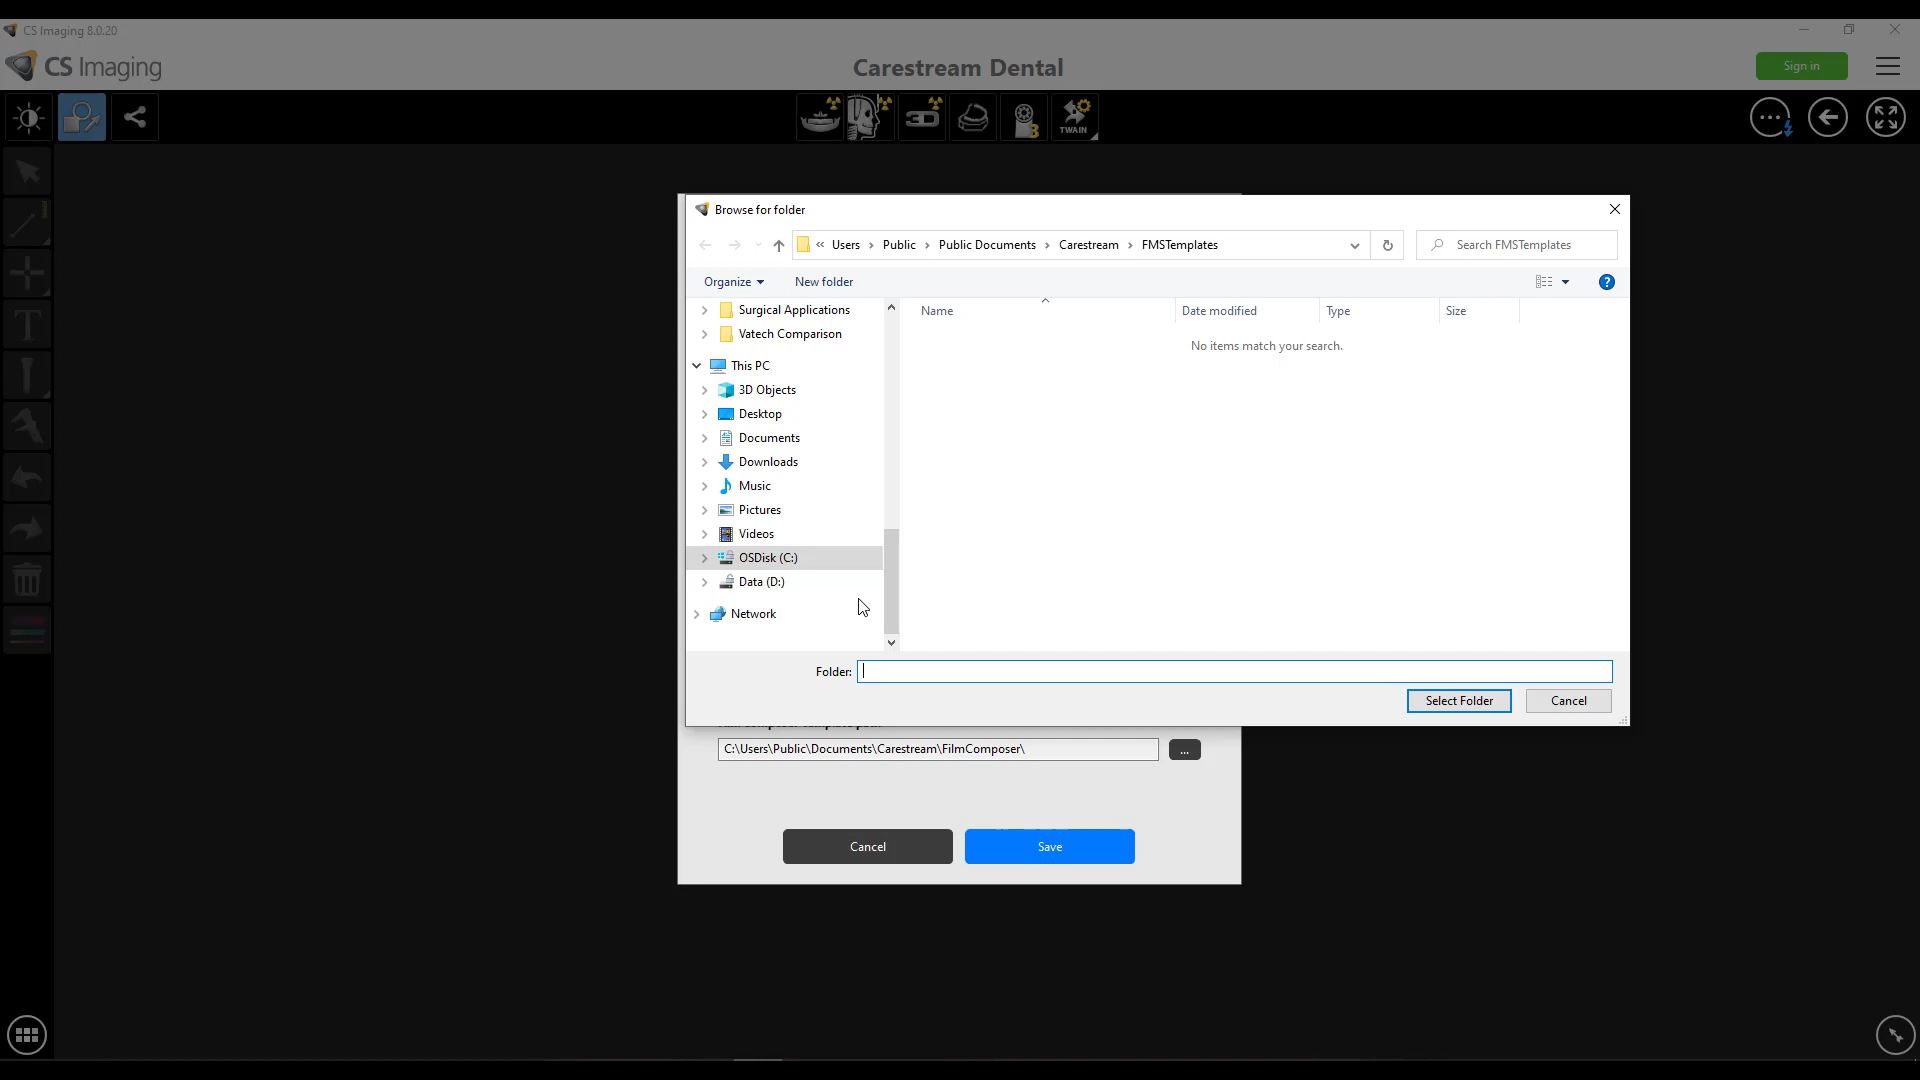 CS Imaging 8.0.20
CS Imaging
Carestream Dental
Sign in
3D
3
TWAIN
T
Browse for folder
« Users > Public > Public Documents > Carestream > FMSTemplates
Search FMSTemplates
Organize
New folder
?
Surgical Applications
Vatech Comparison
This PC
3D Objects
Desktop
Documents
Downloads
Music
Pictures
Videos
OSDisk (C:)
Data (D:)
Network
Name
Date modified
Type
Size
No items match your search.
Folder:
Select Folder
Cancel
C:\Users\Public\Documents\Carestream\FilmComposer\
...
Cancel
Save